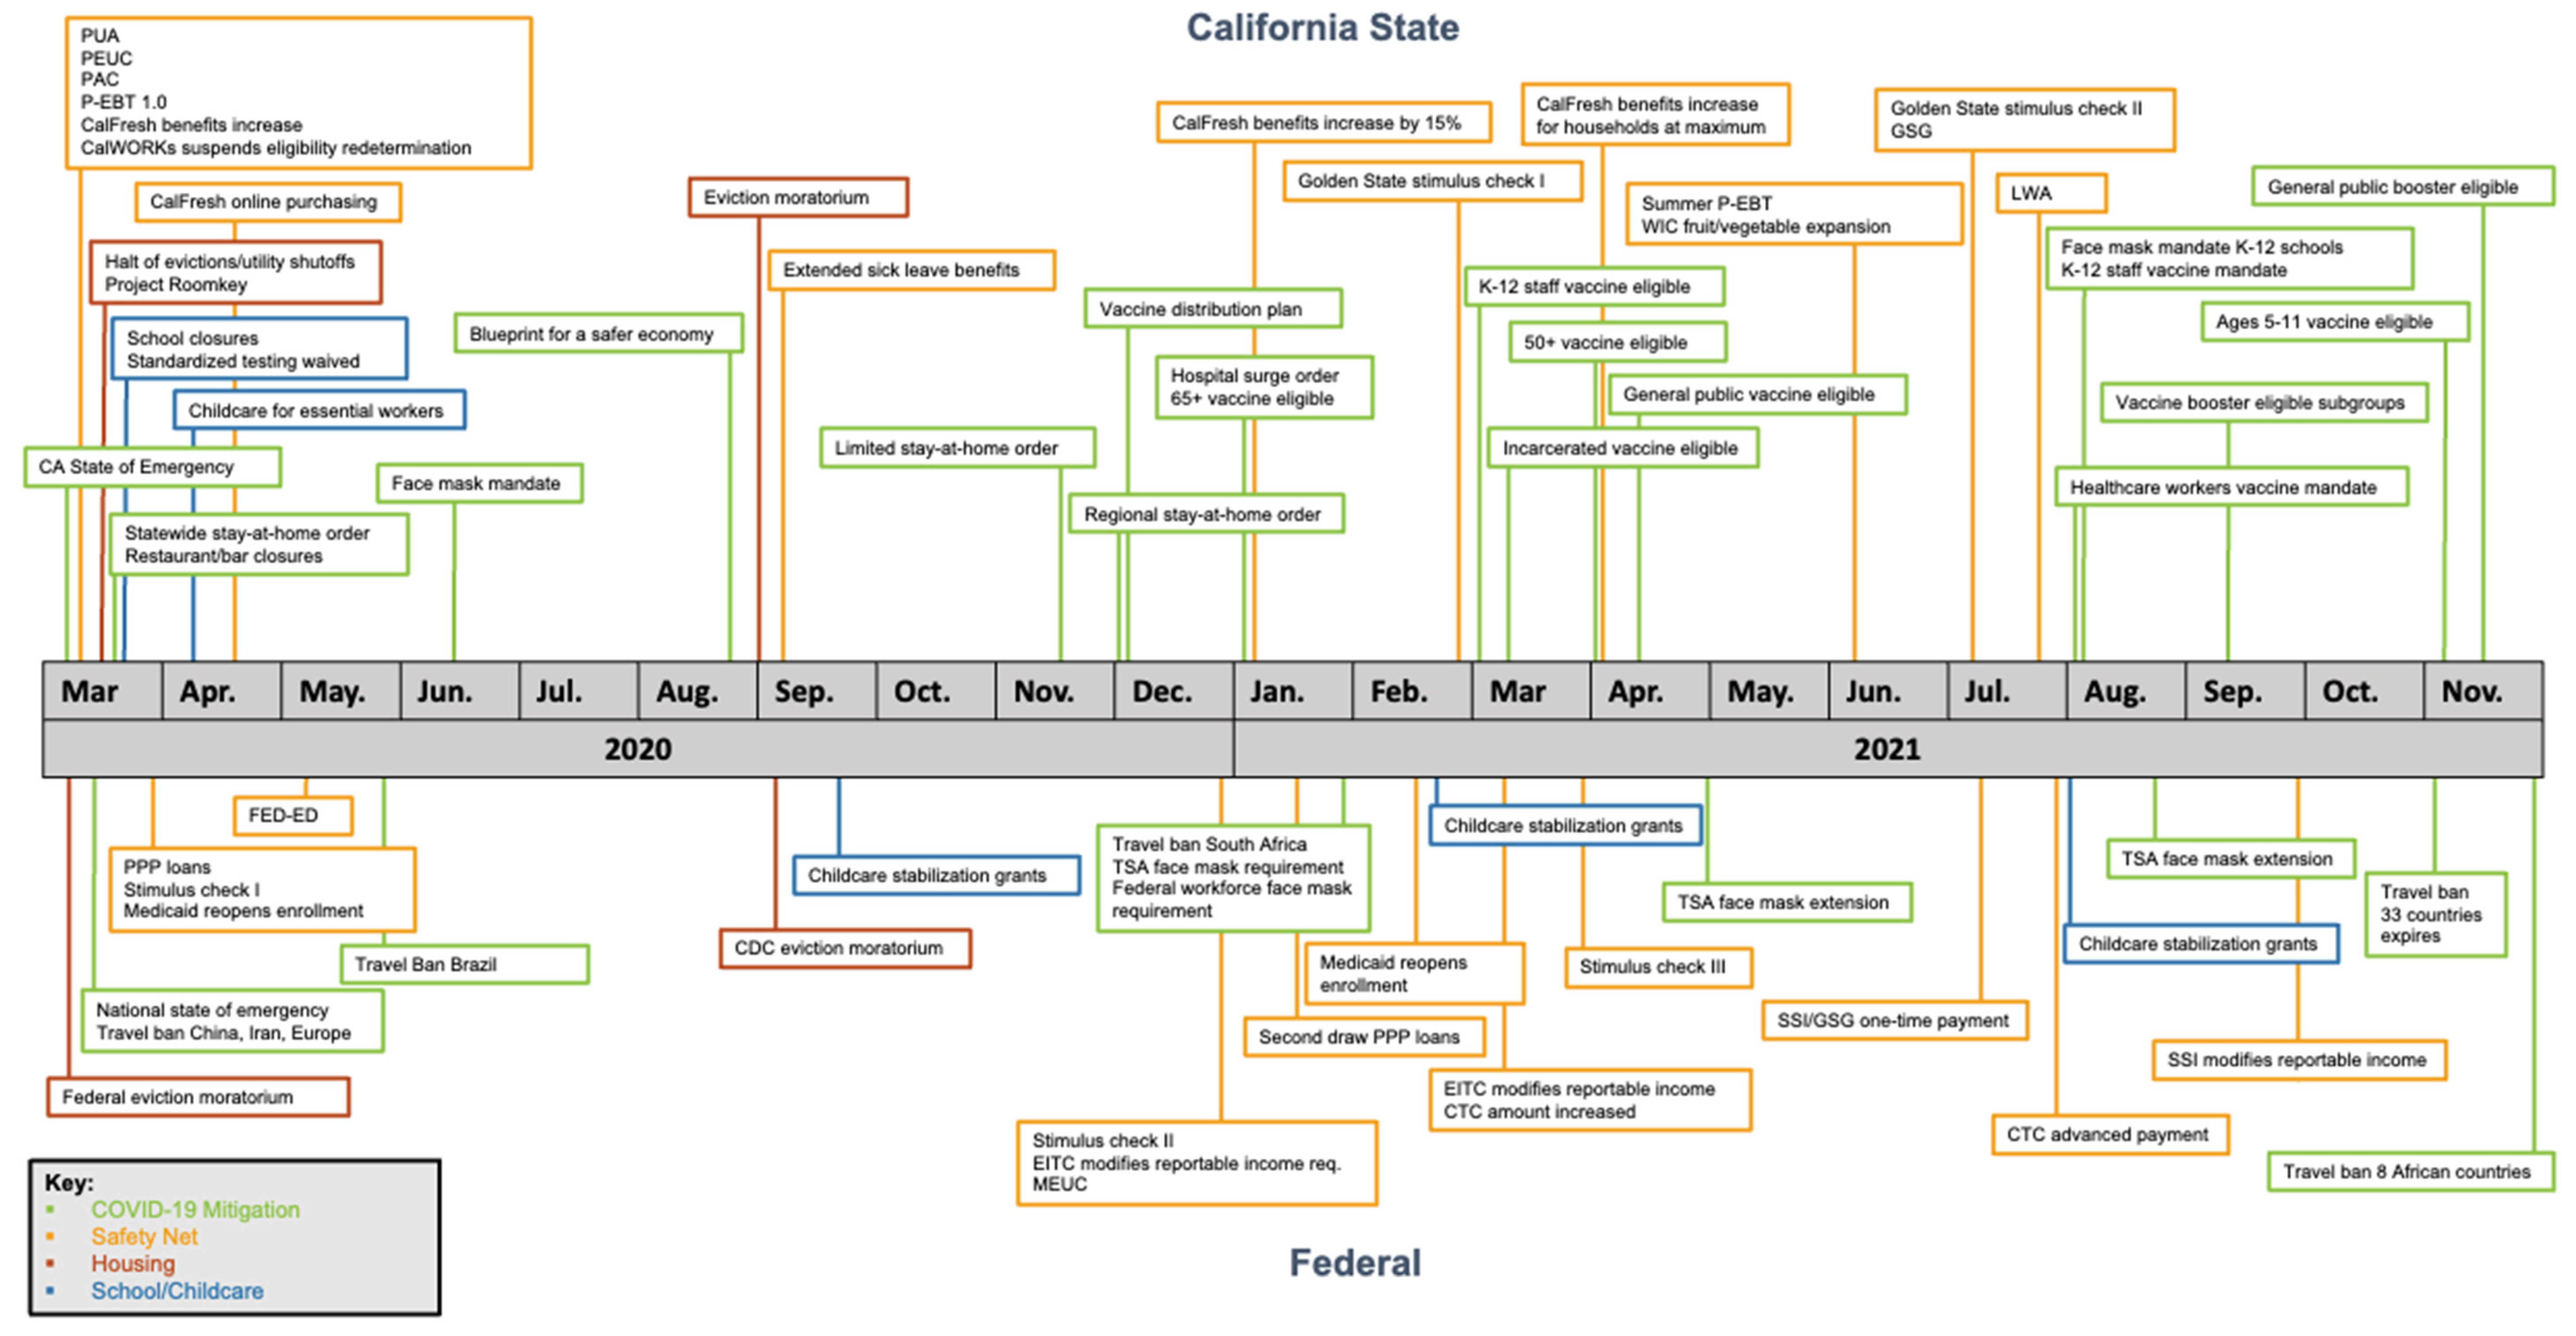 California State
PUA
PEUC
PAC
P-EBT 1.0
CalFresh benefits increase
CalWORKs suspends eligibility redetermination
CalFresh online purchasing
Halt of evictions/utility shutoffs
Project Roomkey
School closures
Standardized testing waived
Childcare for essential workers
CA State of Emergency
Statewide stay-at-home order
Restaurant/bar closures
Face mask mandate
Blueprint for a safer economy
Eviction moratorium
Extended sick leave benefits
Limited stay-at-home order
Vaccine distribution plan
Regional stay-at-home order
CalFresh benefits increase by 15%
Hospital surge order
65+ vaccine eligible
Golden State stimulus check I
K-12 staff vaccine eligible
CalFresh benefits increase
for households at maximum
50+ vaccine eligible
Incarcerated vaccine eligible
General public vaccine eligible
Summer P-EBT
WIC fruit/vegetable expansion
Golden State stimulus check II
GSG
LWA
Face mask mandate K-12 schools
K-12 staff vaccine mandate
General public booster eligible
Ages 5-11 vaccine eligible
Vaccine booster eligible subgroups
Healthcare workers vaccine mandate
Mar Apr. May. Jun. Jul. Aug. Sep. Oct. Nov. Dec. Jan. Feb. Mar Apr. May. Jun. Jul. Aug. Sep. Oct. Nov.
2020 2021
FED-ED
PPP loans
Stimulus check I
Medicaid reopens enrollment
Travel Ban Brazil
National state of emergency
Travel ban China, Iran, Europe
Federal eviction moratorium
Childcare stabilization grants
CDC eviction moratorium
Travel ban South Africa
TSA face mask requirement
Federal workforce face mask
requirement
Stimulus check II
EITC modifies reportable income req.
MEUC
Medicaid reopens
enrollment
Second draw PPP loans
Childcare stabilization grants
EITC modifies reportable income
CTC amount increased
Stimulus check III
TSA face mask extension
SSI/GSG one-time payment
CTC advanced payment
TSA face mask extension
Childcare stabilization grants
SSI modifies reportable income
Travel ban
33 countries
expires
Travel ban 8 African countries
Federal
Key:
▪ COVID-19 Mitigation
▪ Safety Net
▪ Housing
▪ School/Childcare